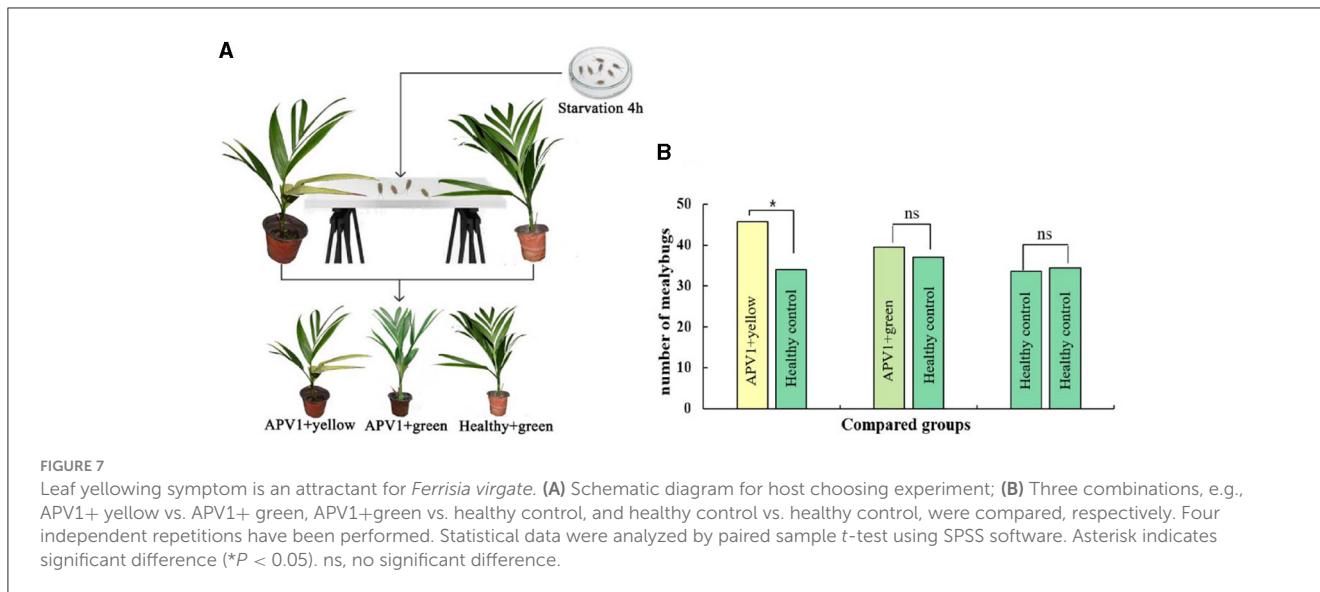 A
Starvation 4h
APV1+yellow APV1+green Healthy+green
B
number of mealybugs
50
40
30
20
10
0
*
ns
ns
APV1+yellow
Healthy control
APV1+green
Healthy control
Healthy control
Healthy control
Compared groups
FIGURE 7
Leaf yellowing symptom is an attractant for Ferrisia virgate. (A) Schematic diagram for host choosing experiment; (B) Three combinations, e.g.,
APV1+ yellow vs. APV1+ green, APV1+green vs. healthy control, and healthy control vs. healthy control, were compared, respectively. Four
independent repetitions have been performed. Statistical data were analyzed by paired sample t-test using SPSS software. Asterisk indicates
significant difference (*P < 0.05). ns, no significant difference.